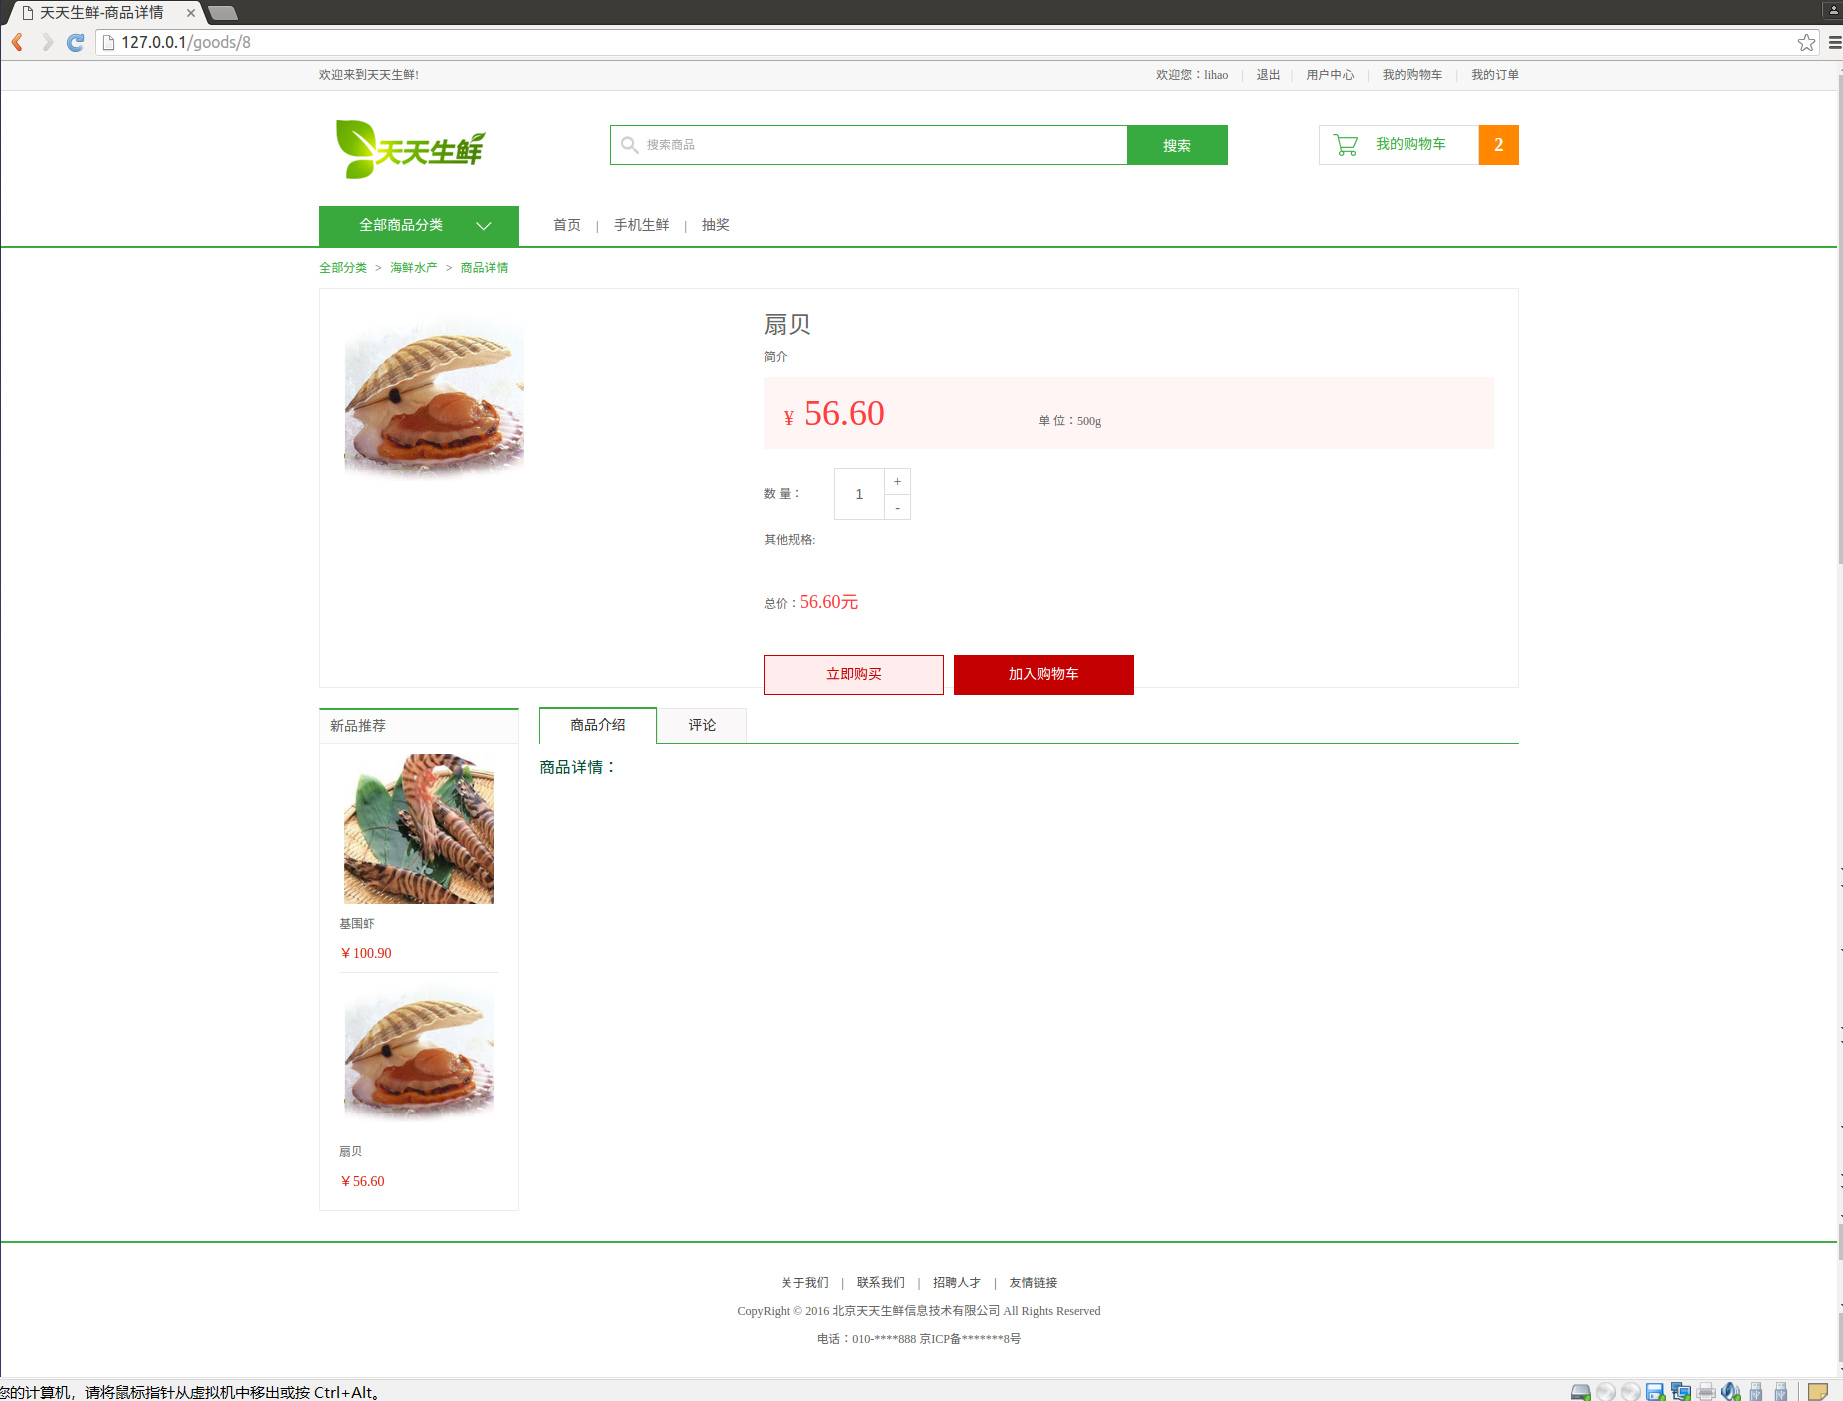 天天生鲜-商品详情
127.0.0.1/goods/8
欢迎来到天天生鲜!
欢迎您：lihao | 退出 | 用户中心 | 我的购物车 | 我的订单
天天生鲜
搜索商品
搜索
我的购物车
2
全部商品分类
首页 | 手机生鲜 | 抽奖
全部分类 > 海鲜水产 > 商品详情
扇贝
简介
¥ 56.60
单 位：500g
数 量：
1
+
-
其他规格:
总价：56.60元
立即购买
加入购物车
新品推荐
商品介绍
评论
商品详情：
基围虾
￥100.90
扇贝
￥56.60
关于我们 | 联系我们 | 招聘人才 | 友情链接
CopyRight © 2016 北京天天生鲜信息技术有限公司 All Rights Reserved
电话：010-****888 京ICP备*******8号
您的计算机，请将鼠标指针从虚拟机中移出或按 Ctrl+Alt。